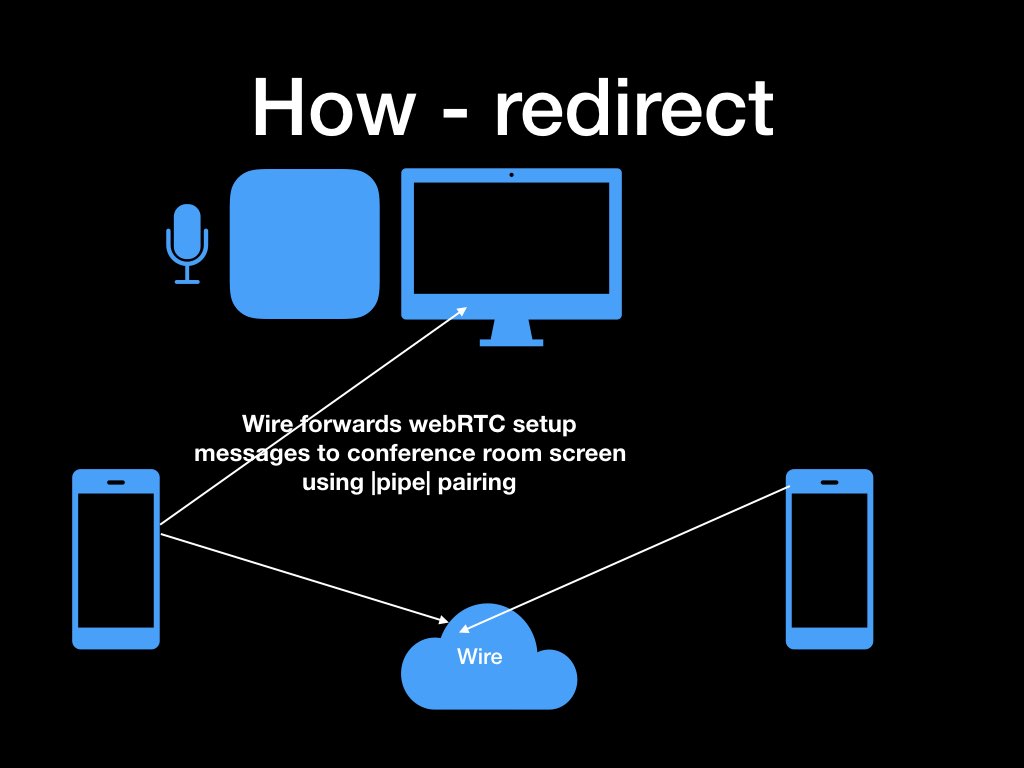 How - redirect
Wire forwards webRTC setup
messages to conference room screen
using |pipe| pairing
Wire